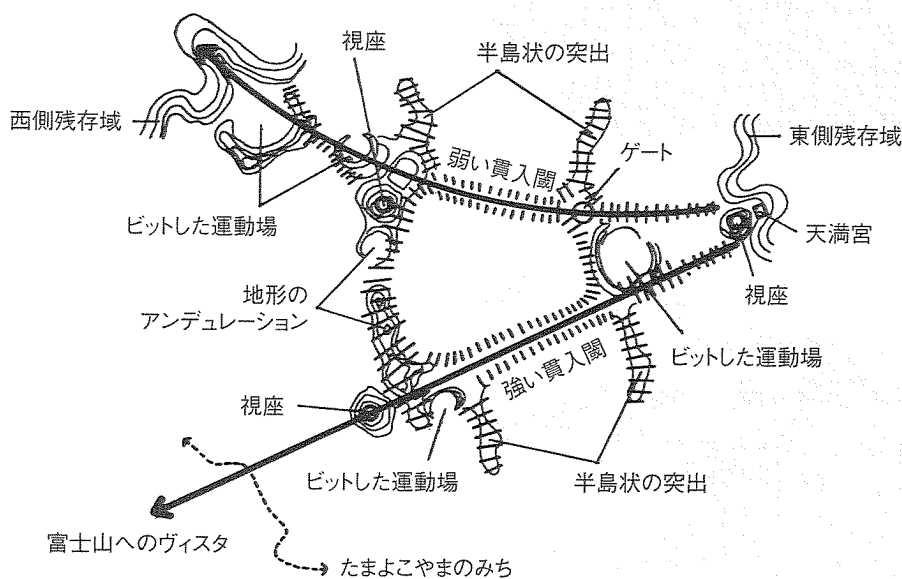 視座
半島状の突出
西側残存域
東側残存域
弱い貫入閾
ゲート
ビットした運動場
天満宮
視座
地形の
アンデュレーション
ビットした運動場
強い貫入閾
視座
ビットした運動場
半島状の突出
富士山へのヴィスタ
たまよこやまのみち